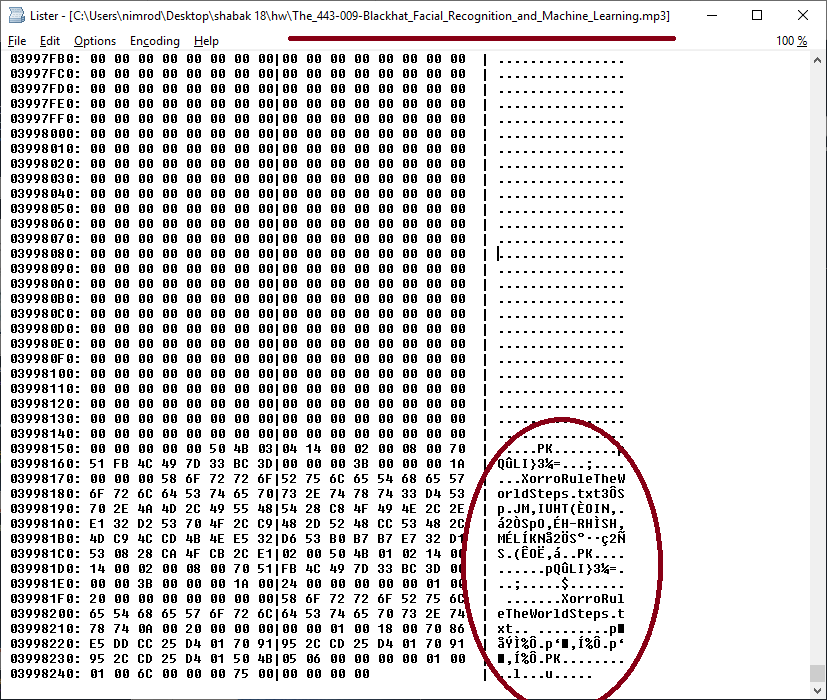 Lister - [C:\Users\nimrod\Desktop\shabak 18\hw\The_443-009-Blackhat_Facial_Recognition_and_Machine_Learning.mp3]
File Edit Options Encoding Help 100 %
03997FB0: 00 00 00 00 00 00 00 00|00 00 00 00 00 00 00 00 | ................
03997FC0: 00 00 00 00 00 00 00 00|00 00 00 00 00 00 00 00 | ................
03997FD0: 00 00 00 00 00 00 00 00|00 00 00 00 00 00 00 00 | ................
03997FE0: 00 00 00 00 00 00 00 00|00 00 00 00 00 00 00 00 | ................
03997FF0: 00 00 00 00 00 00 00 00|00 00 00 00 00 00 00 00 | ................
03998000: 00 00 00 00 00 00 00 00|00 00 00 00 00 00 00 00 | ................
03998010: 00 00 00 00 00 00 00 00|00 00 00 00 00 00 00 00 | ................
03998020: 00 00 00 00 00 00 00 00|00 00 00 00 00 00 00 00 | ................
03998030: 00 00 00 00 00 00 00 00|00 00 00 00 00 00 00 00 | ................
03998040: 00 00 00 00 00 00 00 00|00 00 00 00 00 00 00 00 | ................
03998050: 00 00 00 00 00 00 00 00|00 00 00 00 00 00 00 00 | ................
03998060: 00 00 00 00 00 00 00 00|00 00 00 00 00 00 00 00 | ................
03998070: 00 00 00 00 00 00 00 00|00 00 00 00 00 00 00 00 | ................
03998080: 00 00 00 00 00 00 00 00|00 00 00 00 00 00 00 00 | ................
03998090: 00 00 00 00 00 00 00 00|00 00 00 00 00 00 00 00 | ................
039980A0: 00 00 00 00 00 00 00 00|00 00 00 00 00 00 00 00 | ................
039980B0: 00 00 00 00 00 00 00 00|00 00 00 00 00 00 00 00 | ................
039980C0: 00 00 00 00 00 00 00 00|00 00 00 00 00 00 00 00 | ................
039980D0: 00 00 00 00 00 00 00 00|00 00 00 00 00 00 00 00 | ................
039980E0: 00 00 00 00 00 00 00 00|00 00 00 00 00 00 00 00 | ................
039980F0: 00 00 00 00 00 00 00 00|00 00 00 00 00 00 00 00 | ................
03998100: 00 00 00 00 00 00 00 00|00 00 00 00 00 00 00 00 | ................
03998110: 00 00 00 00 00 00 00 00|00 00 00 00 00 00 00 00 | ................
03998120: 00 00 00 00 00 00 00 00|00 00 00 00 00 00 00 00 | ................
03998130: 00 00 00 00 00 00 00 00|00 00 00 00 00 00 00 00 | ................
03998140: 00 00 00 00 00 00 00 00|00 00 00 00 00 00 00 00 | ................
03998150: 00 00 00 00 00 50 4B 03|04 14 00 02 00 08 00 70 | .....PK........p
03998160: 51 FB 4C 49 7D 33 BC 3D|00 00 00 3B 00 00 00 1A | QûLI}3¼=...;....
03998170: 00 00 00 58 6F 72 72 6F|52 75 6C 65 54 68 65 57 | ...XorroRuleTheW
03998180: 6F 72 6C 64 53 74 65 70|73 2E 74 78 74 33 D4 53 | orldSteps.txt3ÔS
03998190: 70 2E 4A 4D 2C 49 55 48|54 28 C8 4F 49 4E 2C 2E | p.JM,IUHT(ÈOIN,.
039981A0: E1 32 D2 53 70 4F 2C C9|48 2D 52 48 CC 53 48 2C | á2ÒSpO,ÉH-RHÌSH,
039981B0: 4D C9 4C CD 4B 4E E5 32|D6 53 B0 B7 B7 E7 32 D1 | MÉLÍKNå2ÖS°··ç2Ñ
039981C0: 53 08 28 CA 4F CB 2C E1|02 00 50 4B 01 02 14 00 | S.(ÊOË,á..PK....
039981D0: 14 00 02 00 08 00 70 51|FB 4C 49 7D 33 BC 3D 00 | ......pQûLI}3¼=.
039981E0: 00 00 3B 00 00 00 1A 00|24 00 00 00 00 00 01 00 | ..;.....$.......
039981F0: 20 00 00 00 00 00 00 00|58 6F 72 72 6F 52 75 6C | .......XorroRul
03998200: 65 54 68 65 57 6F 72 6C|64 53 74 65 70 73 2E 74 | eTheWorldSteps.t
03998210: 78 74 0A 00 20 00 00 00|00 00 01 00 18 00 70 86 | xt.. .........p
03998220: E5 DD CC 25 D4 01 70 91|95 2C CD 25 D4 01 70 91 | åÝÌ%Ô.p‘■,Í%Ô.p‘
03998230: 95 2C CD 25 D4 01 50 4B|05 06 00 00 00 00 01 00 | ■,Í%Ô.PK........
03998240: 01 00 6C 00 00 00 75 00|00 00 00 00 | ..l...u.....